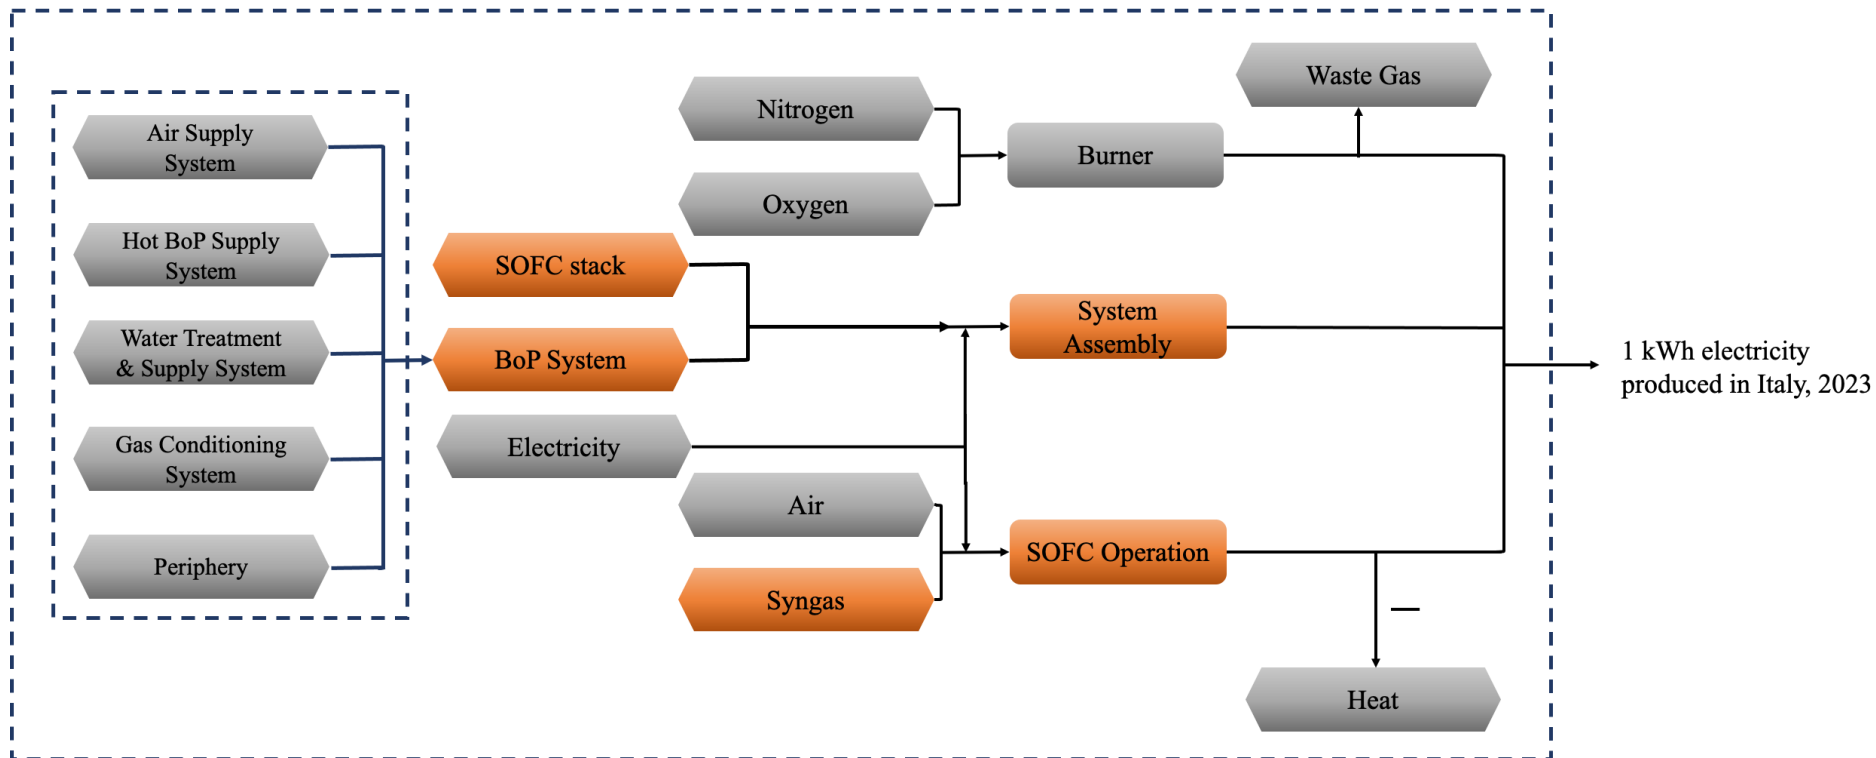 Air Supply
System
Hot BoP Supply
System
Water Treatment
& Supply System
Gas Conditioning
System
Periphery
SOFC stack
BoP System
Electricity
Nitrogen
Oxygen
Air
Syngas
Burner
System
Assembly
SOFC Operation
Waste Gas
Heat
1 kWh electricity
produced in Italy, 2023